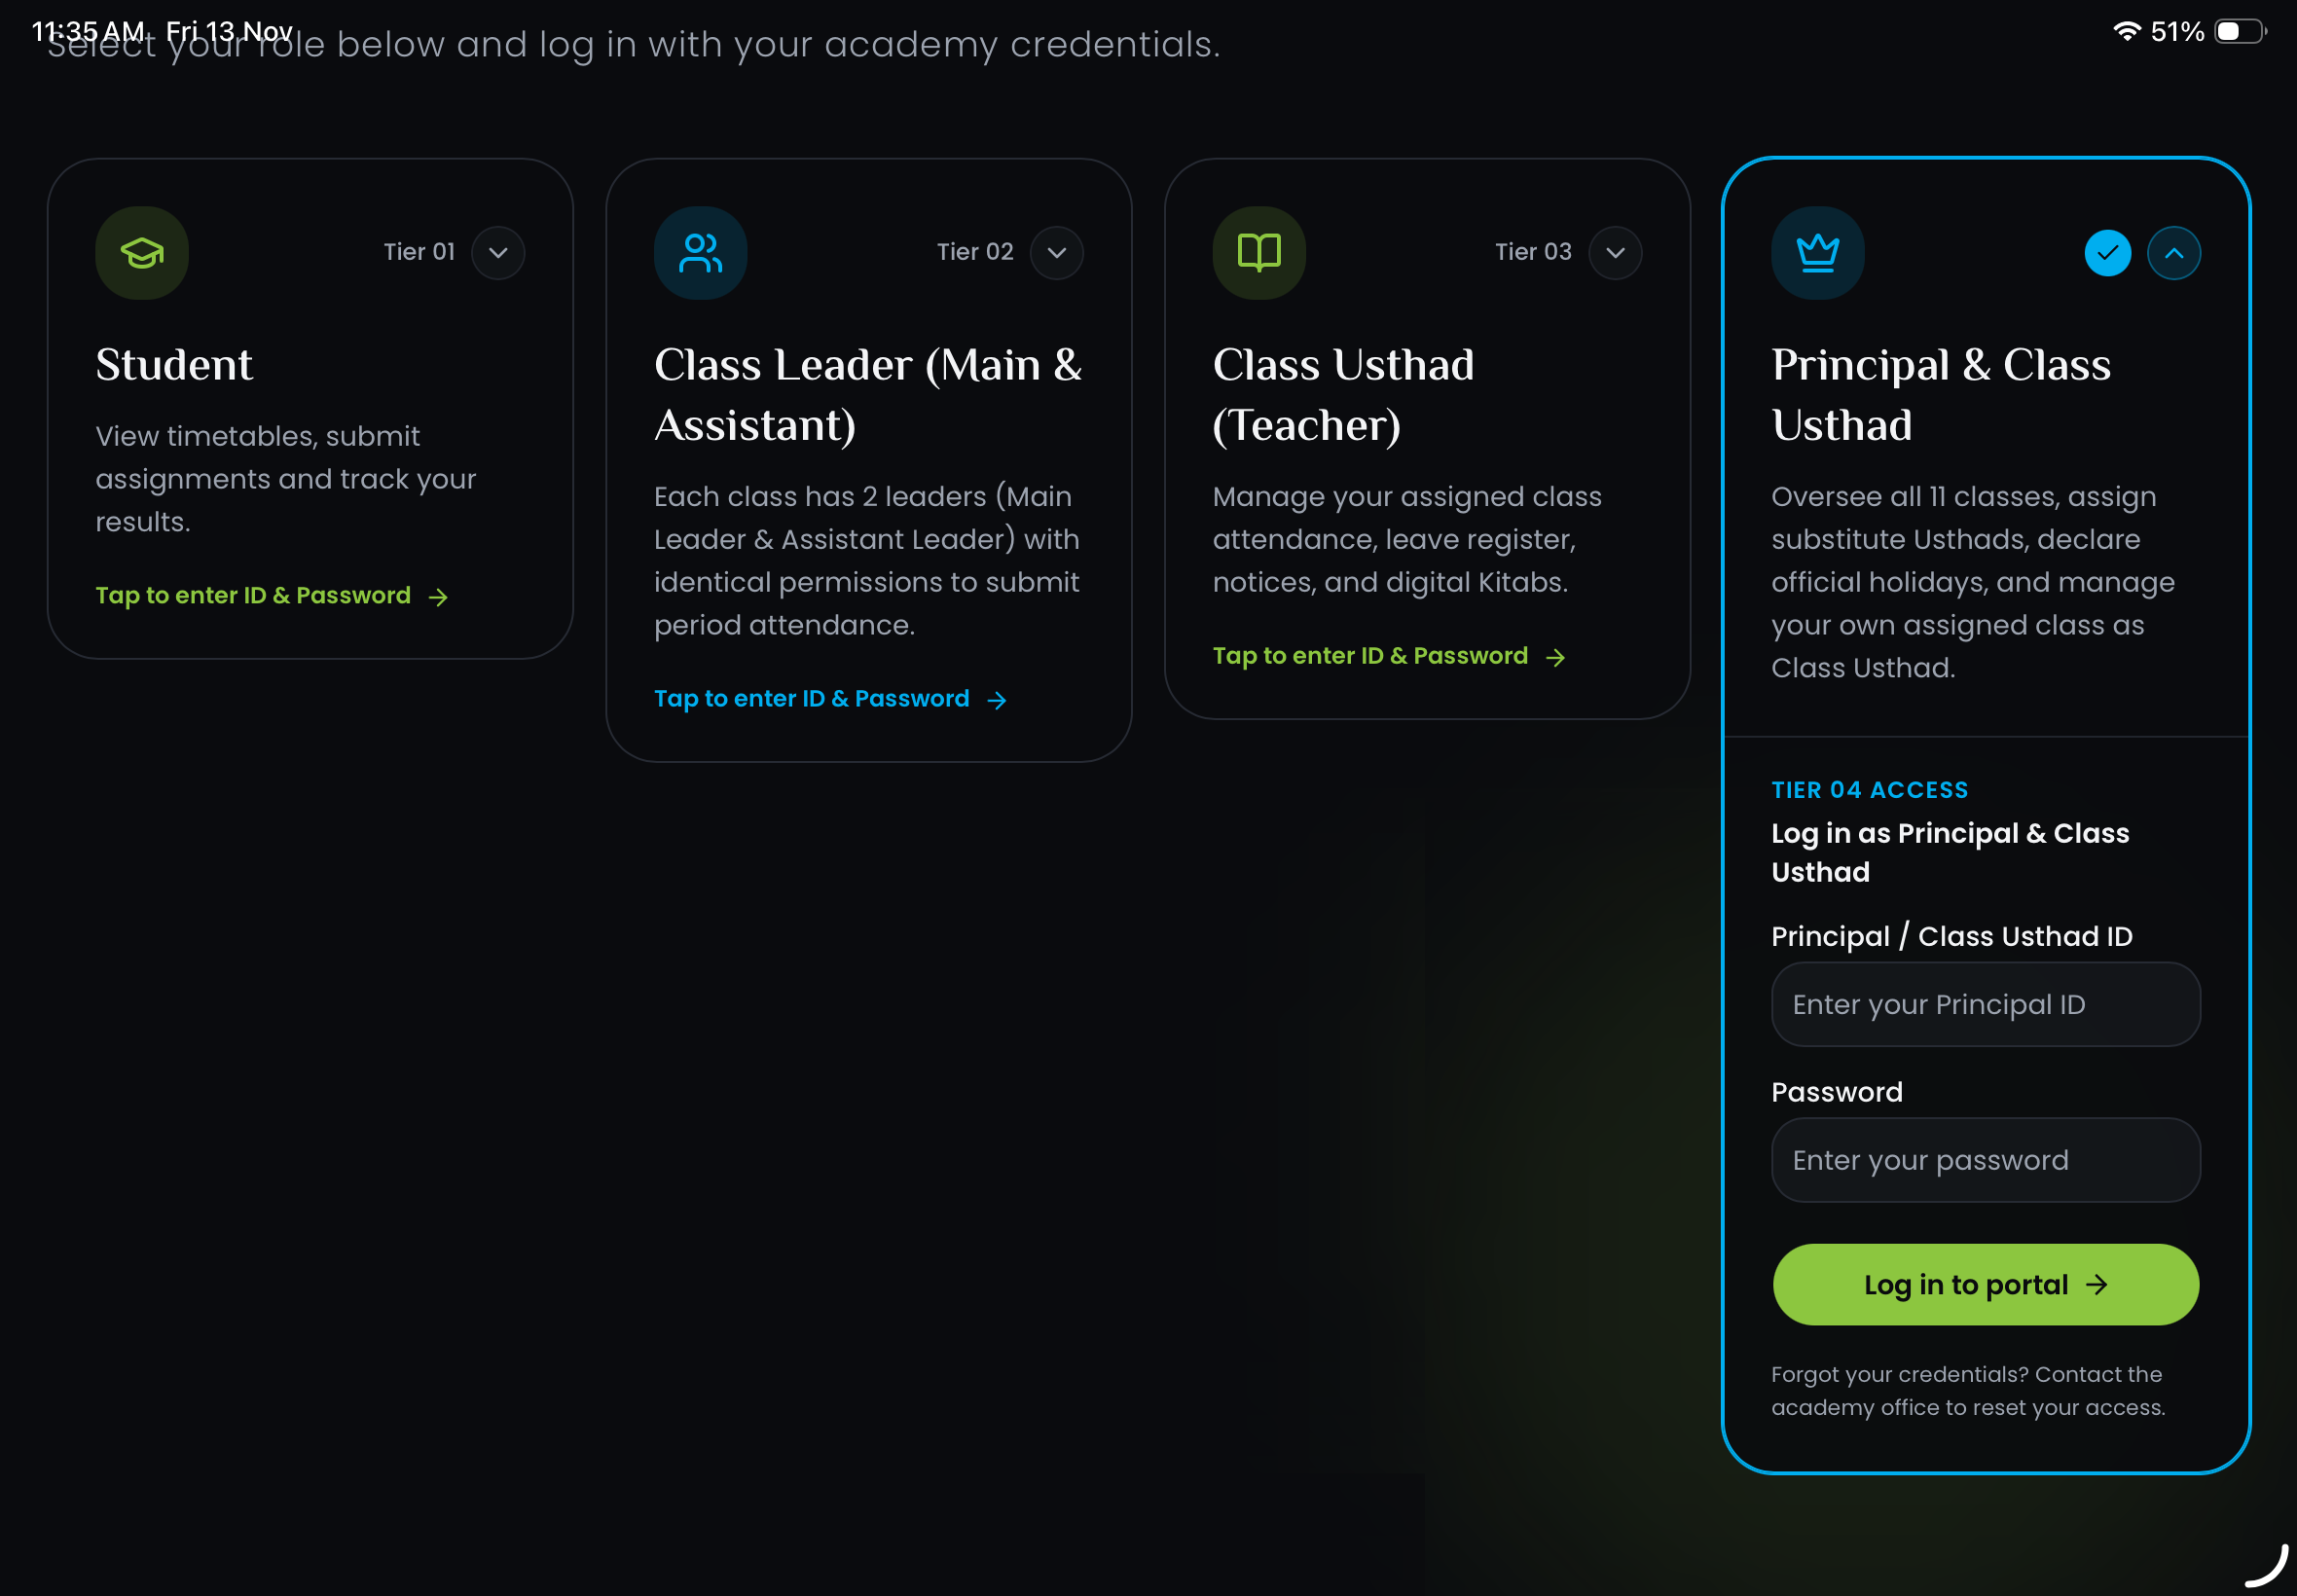 11:35 AM Fri 13 Nov
51%
Select your role below and log in with your academy credentials.
Tier 01
Student
View timetables, submit
assignments and track your
results.
Tap to enter ID & Password
Tier 02
Class Leader (Main &
Assistant)
Each class has 2 leaders (Main
Leader & Assistant Leader) with
identical permissions to submit
period attendance.
Tap to enter ID & Password
Tier 03
Class Usthad
(Teacher)
Manage your assigned class
attendance, leave register,
notices, and digital Kitabs.
Tap to enter ID & Password
Principal & Class
Usthad
Oversee all 11 classes, assign
substitute Usthads, declare
official holidays, and manage
your own assigned class as
Class Usthad.
TIER 04 ACCESS
Log in as Principal & Class
Usthad
Principal / Class Usthad ID
Enter your Principal ID
Password
Enter your password
Log in to portal
Forgot your credentials? Contact the
academy office to reset your access.